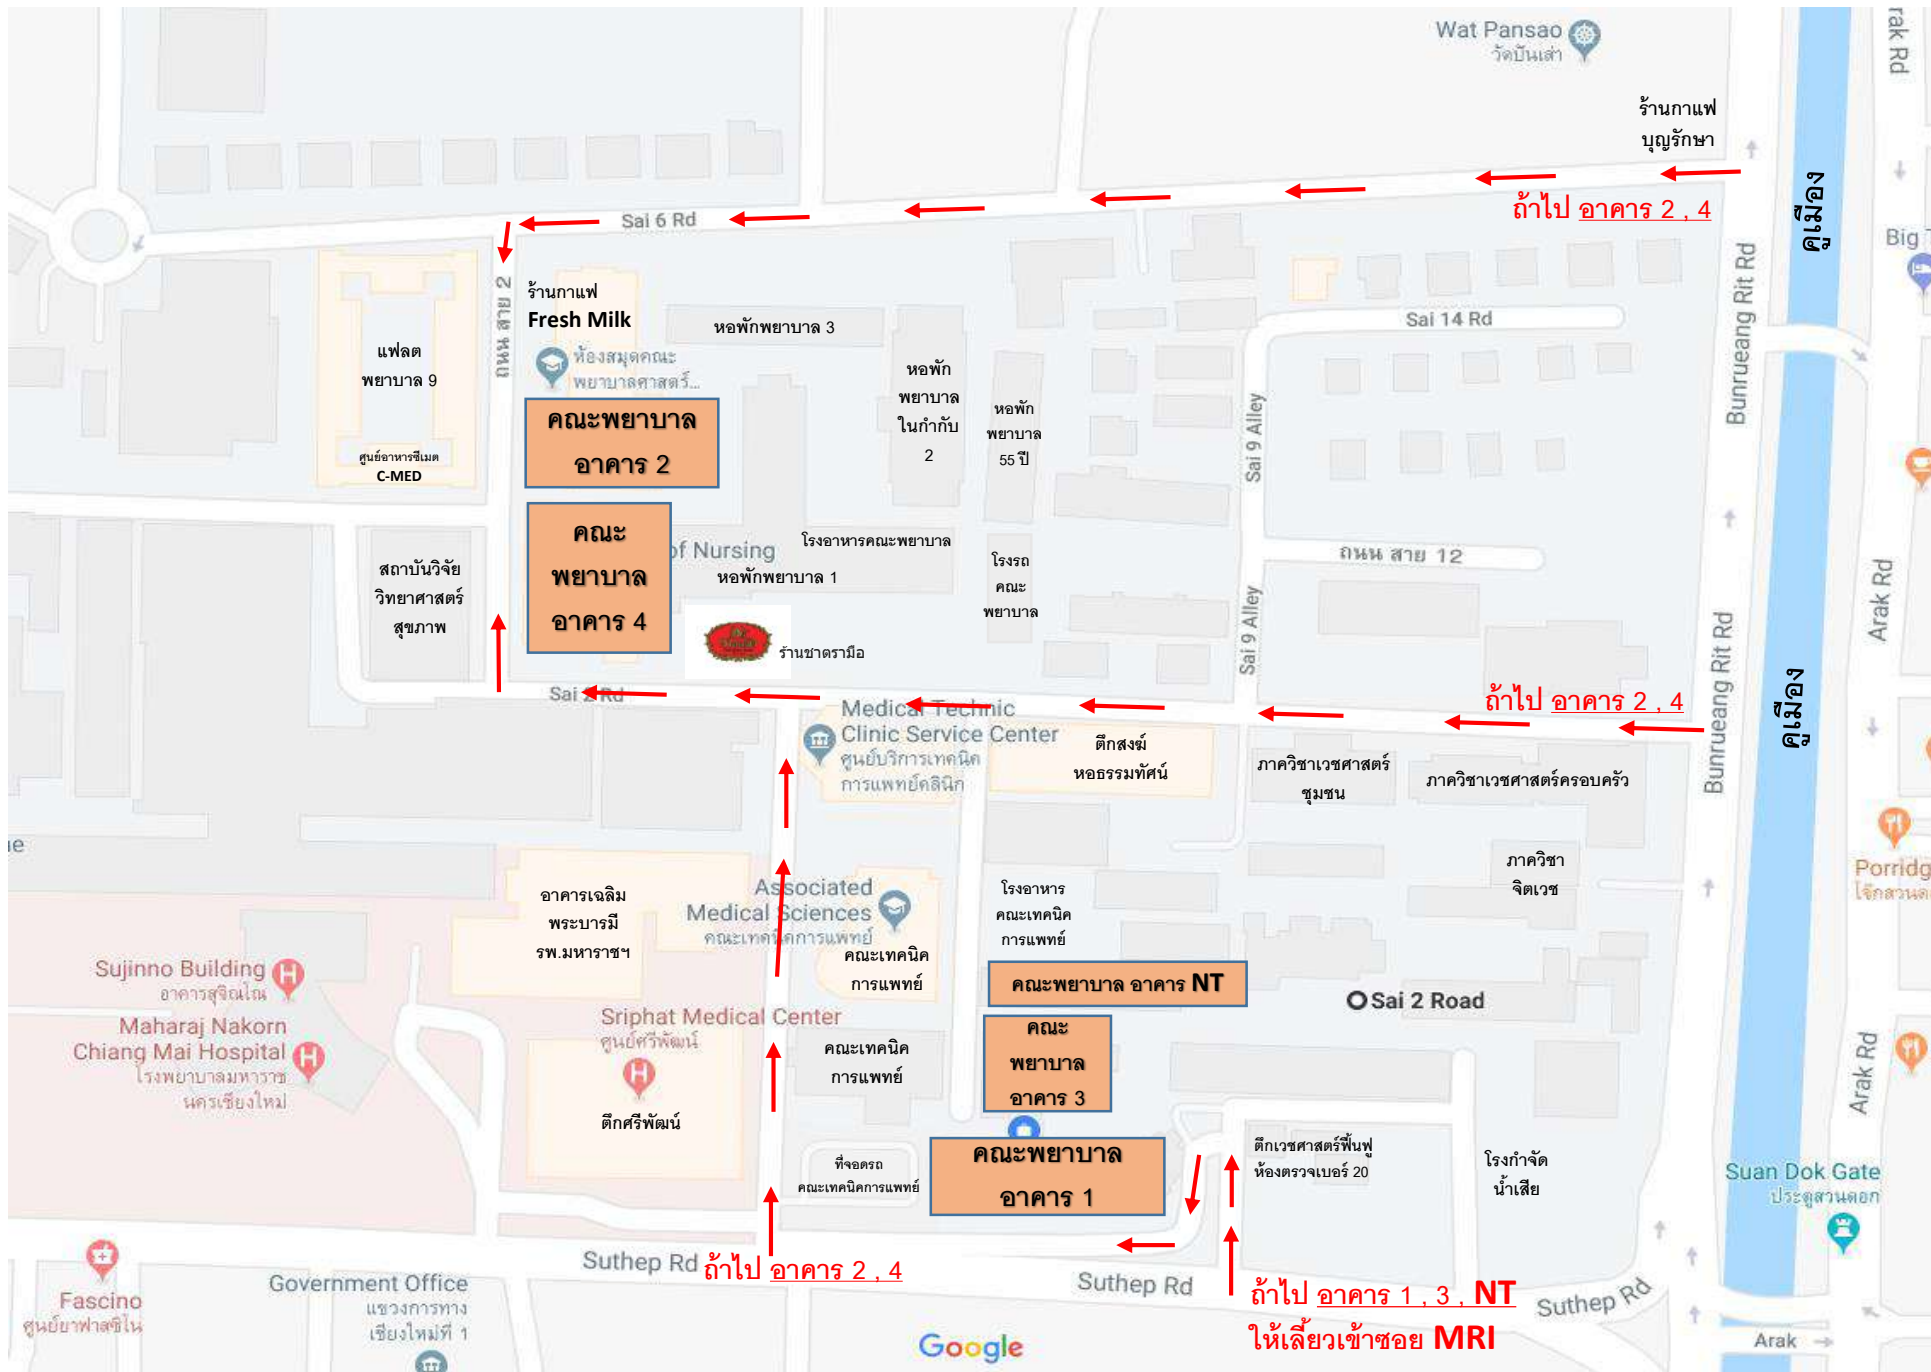 Wat Pansao
วัดปันเส่า
rak Rd
ร้านกาแฟ
บุญรักษา
คูเมือง
ถ้าไป อาคาร 2 , 4
Big T
Sai 6 Rd
ถนน สาย 2
ร้านกาแฟ
Fresh Milk
ห้องสมุดคณะ
พยาบาลศาสตร์...
หอพักพยาบาล 3
แฟลต
พยาบาล 9
ศูนย์อาหารซีเมด
C-MED
คณะพยาบาล
อาคาร 2
หอพัก
พยาบาล
ในกำกับ
2
หอพัก
พยาบาล
55 ปี
Sai 14 Rd
Sai 9 Alley
Bunrueang Rit Rd
คณะ
พยาบาล
อาคาร 4
of Nursing
โรงอาหารคณะพยาบาล
หอพักพยาบาล 1
โรงรถ
คณะ
พยาบาล
ถนน สาย 12
สถาบันวิจัย
วิทยาศาสตร์
สุขภาพ
ร้านชาตรามือ
Sai 9 Alley
Bunrueang Rit Rd
คูเมือง
Arak Rd
Sai 2 Rd
ถ้าไป อาคาร 2 , 4
Medical Technic
Clinic Service Center
ศูนย์บริการเทคนิค
การแพทย์คลินิก
ตึกสงฆ์
หอธรรมทัศน์
ภาควิชาเวชศาสตร์
ชุมชน
ภาควิชาเวชศาสตร์ครอบครัว
ภาควิชา
จิตเวช
Porridg
โจ๊กสวนด
ne
อาคารเฉลิม
พระบารมี
รพ.มหาราชฯ
Associated
Medical Sciences
คณะเทคนิคการแพทย์
คณะเทคนิค
การแพทย์
โรงอาหาร
คณะเทคนิค
การแพทย์
Sujinno Building
อาคารสุจิณโณ
Maharaj Nakorn
Chiang Mai Hospital
โรงพยาบาลมหาราช
นครเชียงใหม่
Sriphat Medical Center
ศูนย์ศรีพัฒน์
ตึกศรีพัฒน์
คณะเทคนิค
การแพทย์
คณะพยาบาล อาคาร NT
คณะ
พยาบาล
อาคาร 3
Sai 2 Road
Arak Rd
ที่จอดรถ
คณะเทคนิคการแพทย์
คณะพยาบาล
อาคาร 1
ตึกเวชศาสตร์ฟื้นฟู
ห้องตรวจเบอร์ 20
โรงกำจัด
น้ำเสีย
Suan Dok Gate
ประตูสวนดอก
Suthep Rd
ถ้าไป อาคาร 2 , 4
Suthep Rd
ถ้าไป อาคาร 1 , 3 , NT
ให้เลี้ยวเข้าซอย MRI
Suthep Rd
Fascino
ศูนย์ยาฟาสซิโน
Government Office
แขวงการทาง
เชียงใหม่ที่ 1
Google
Arak